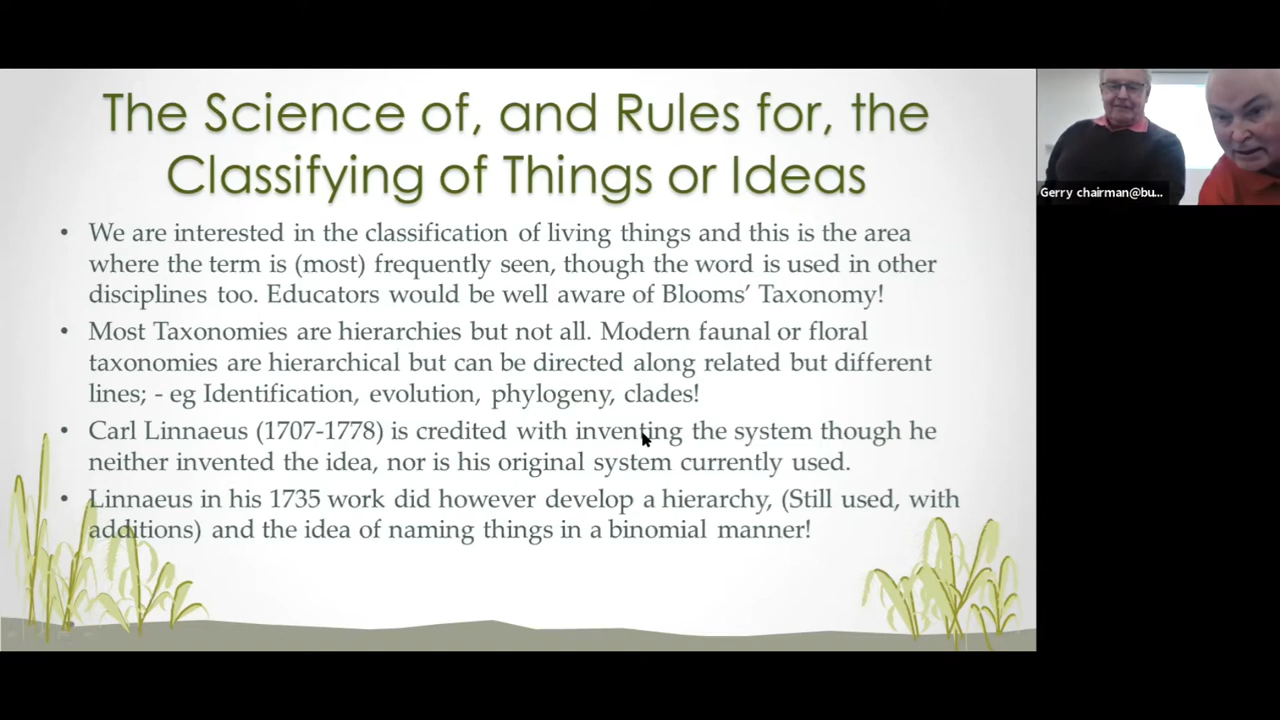 The Science of, and Rules for, the
Classifying of Things or Ideas
• We are interested in the classification of living things and this is the area
where the term is (most) frequently seen, though the word is used in other
disciplines too. Educators would be well aware of Blooms’ Taxonomy!
• Most Taxonomies are hierarchies but not all. Modern faunal or floral
taxonomies are hierarchical but can be directed along related but different
lines; - eg Identification, evolution, phylogeny, clades!
• Carl Linnaeus (1707-1778) is credited with inventing the system though he
neither invented the idea, nor is his original system currently used.
• Linnaeus in his 1735 work did however develop a hierarchy, (Still used, with
additions) and the idea of naming things in a binomial manner!
Gerry chairman@bu...